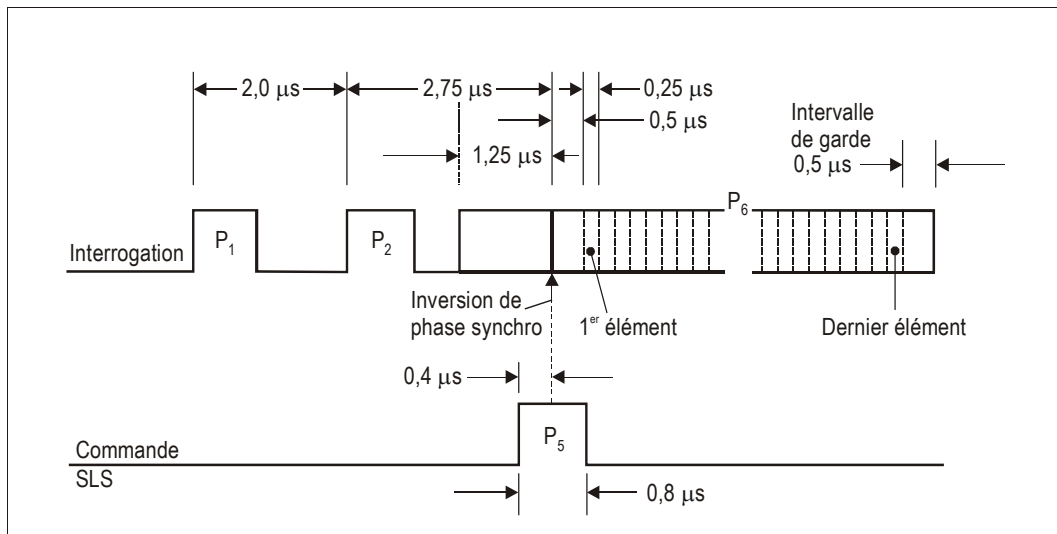 2,0 µs
2,75 µs
0,25 µs
0,5 µs
1,25 µs
Intervalle
de garde
0,5 µs
P6
P1
P2
Interrogation
Inversion de
phase synchro
1er élément
Dernier élément
0,4 µs
P5
Commande
SLS
0,8 µs